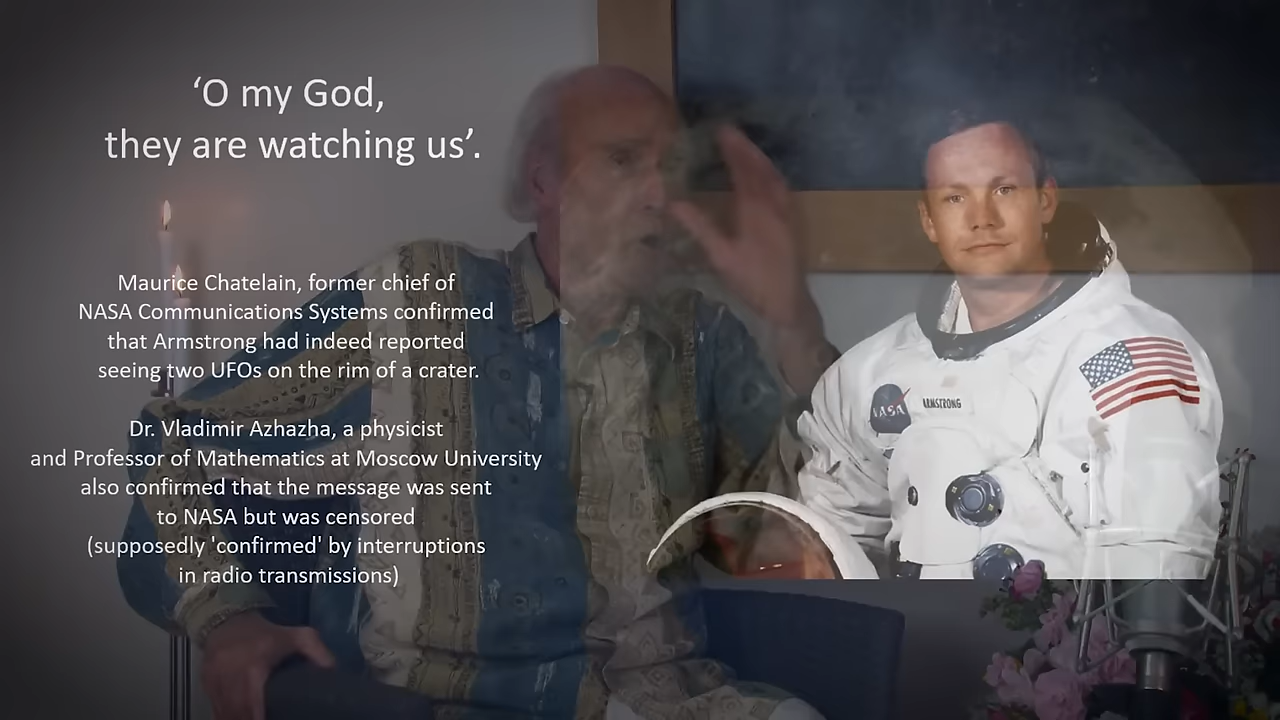 ‘O my God,
they are watching us’.
Maurice Chatelain, former chief of
NASA Communications Systems confirmed
that Armstrong had indeed reported
seeing two UFOs on the rim of a crater.
Dr. Vladimir Azhazha, a physicist
and Professor of Mathematics at Moscow University
also confirmed that the message was sent
to NASA but was censored
(supposedly 'confirmed' by interruptions
in radio transmissions)
NASA
ARMSTRONG